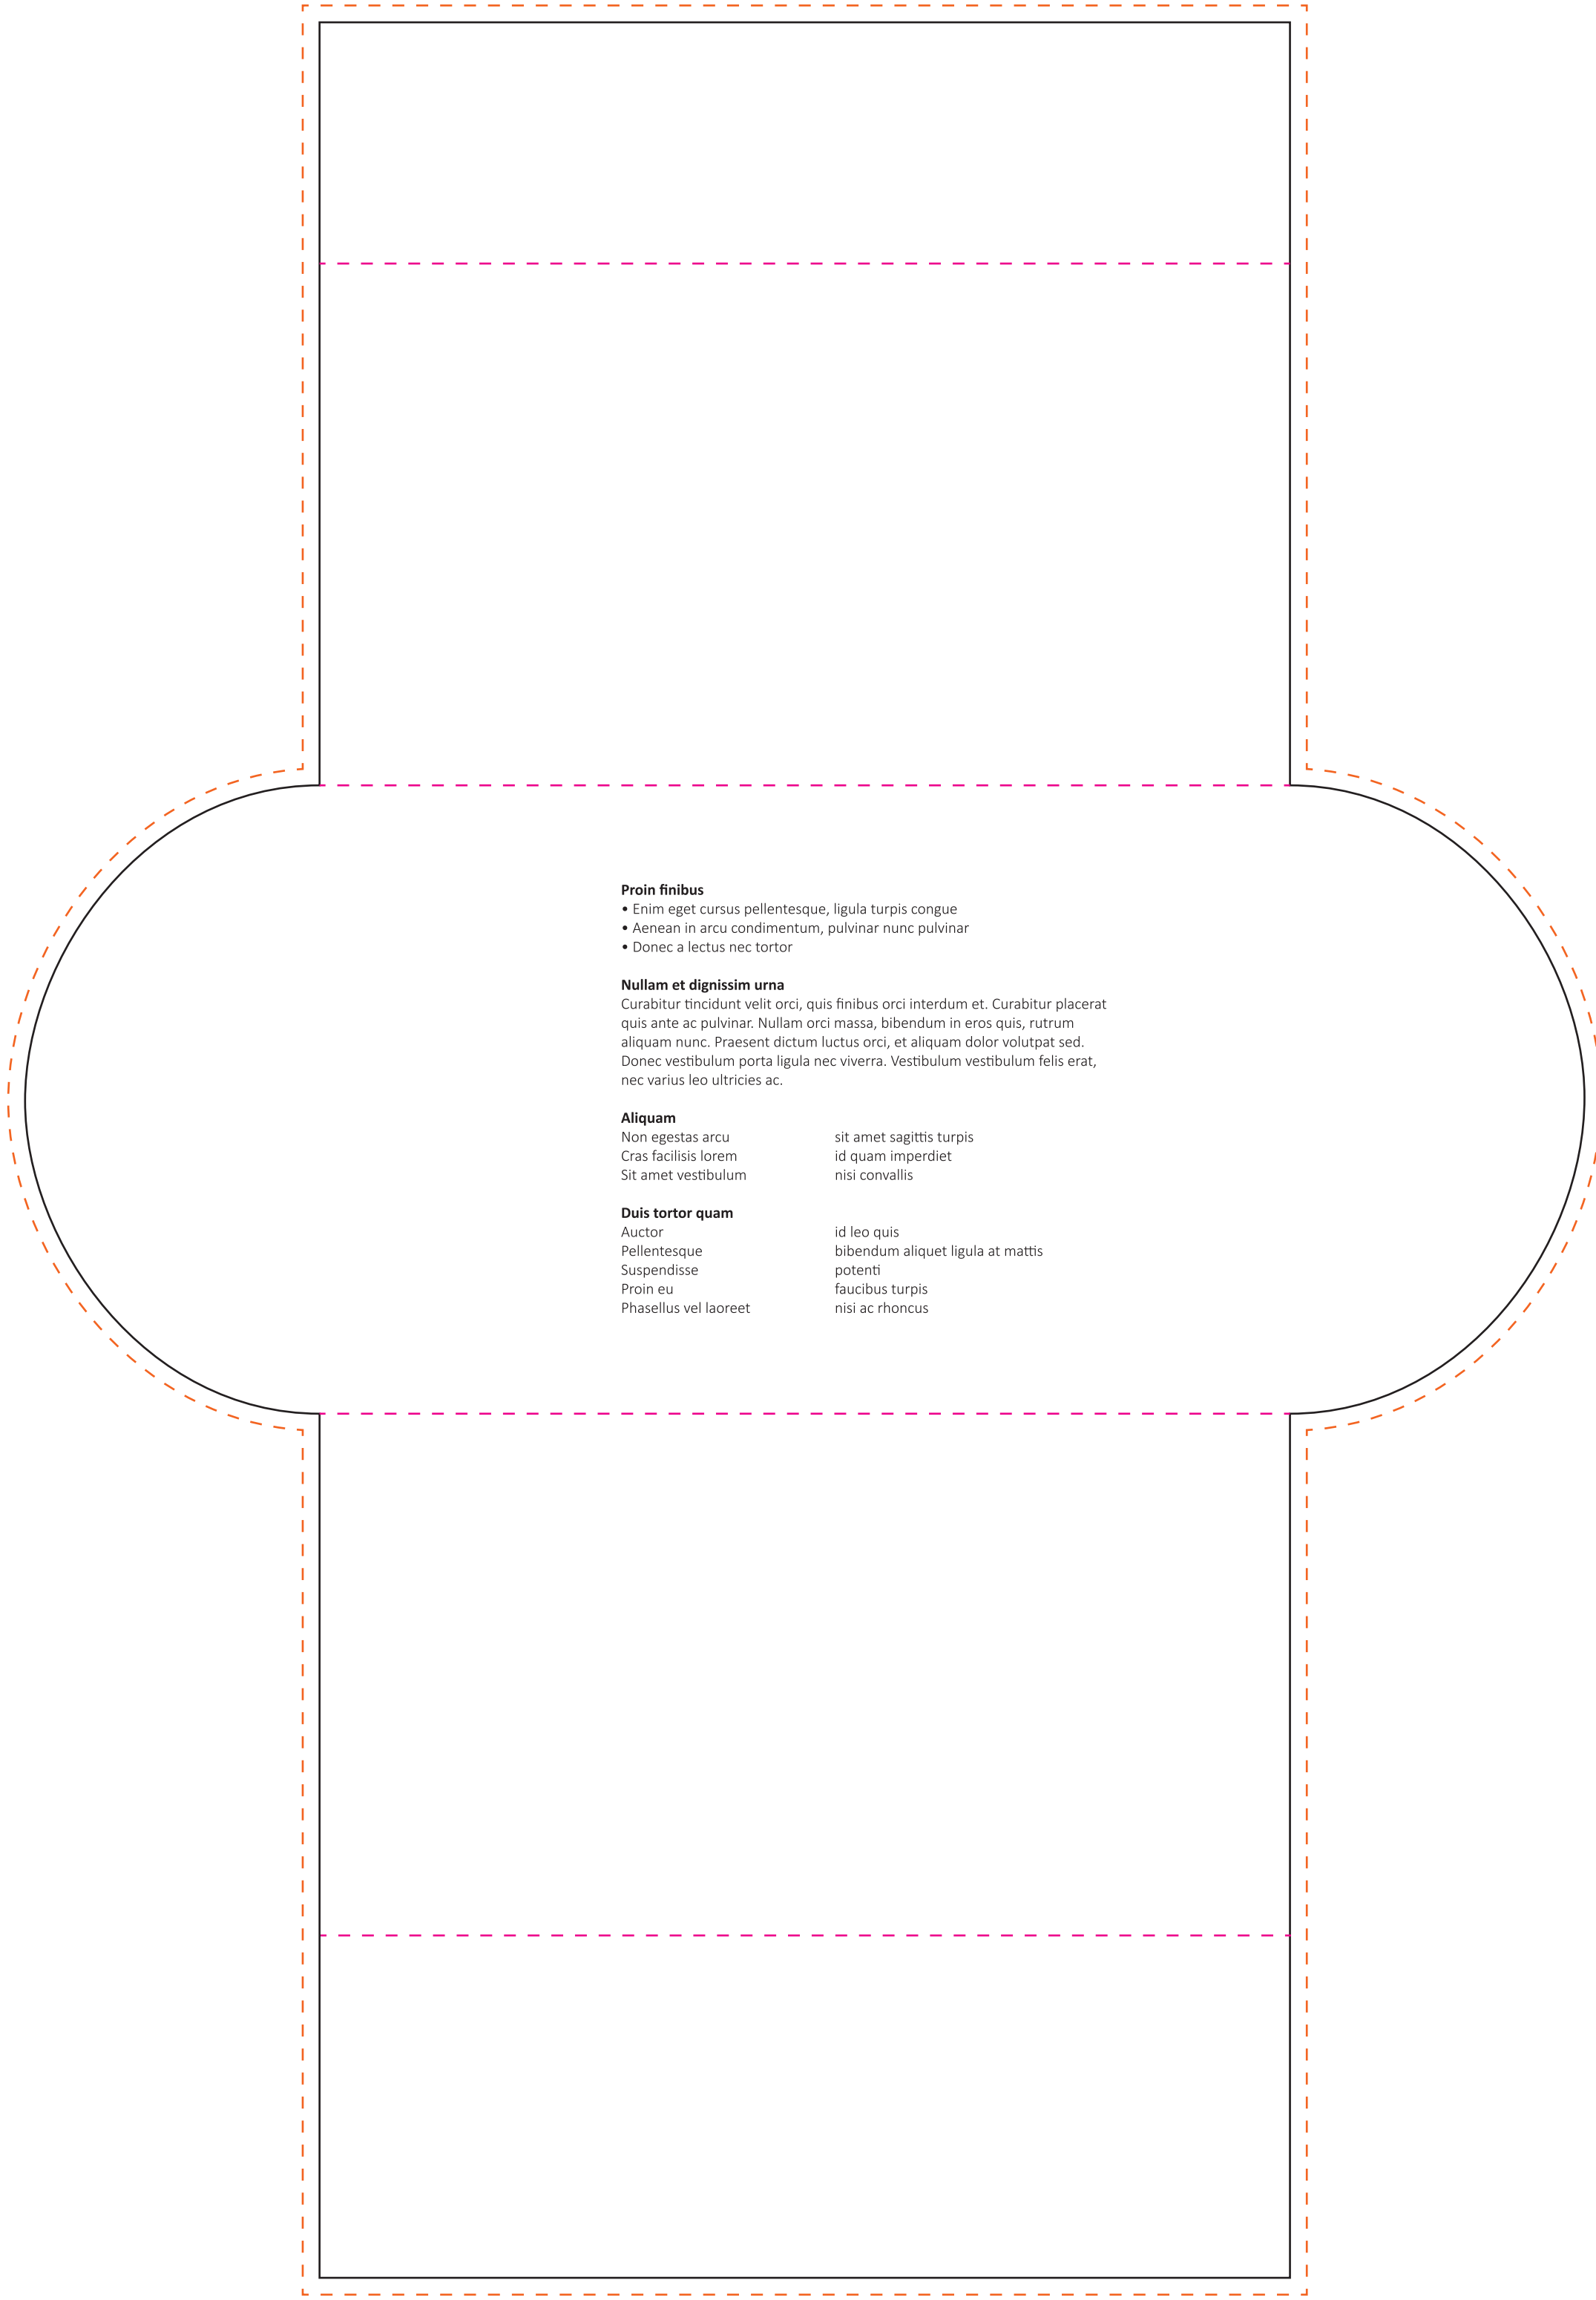 Proin finibus
• Enim eget cursus pellentesque, ligula turpis congue
• Aenean in arcu condimentum, pulvinar nunc pulvinar
• Donec a lectus nec tortor
Nullam et dignissim urna
Curabitur tincidunt velit orci, quis finibus orci interdum et. Curabitur placerat
quis ante ac pulvinar. Nullam orci massa, bibendum in eros quis, rutrum
aliquam nunc. Praesent dictum luctus orci, et aliquam dolor volutpat sed.
Donec vestibulum porta ligula nec viverra. Vestibulum vestibulum felis erat,
nec varius leo ultricies ac.
Aliquam
Non egestas arcu sit amet sagittis turpis
Cras facilisis lorem id quam imperdiet
Sit amet vestibulum nisi convallis
Duis tortor quam
Auctor id leo quis
Pellentesque bibendum aliquet ligula at mattis
Suspendisse potenti
Proin eu faucibus turpis
Phasellus vel laoreet nisi ac rhoncus